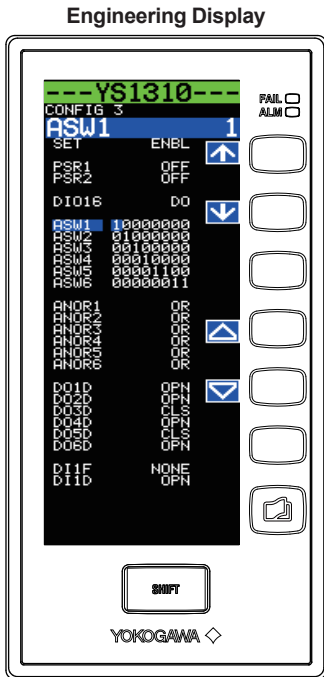 Engineering Display
---YS1310---
CONFIG 3
ASW1 1
SET ENBL
PSR1 OFF
PSR2 OFF
DIO16 DO
ASW1 10000000
ASW2 01000000
ASW3 00100000
ASW4 00010000
ASW5 00001100
ASW6 00000011
ANOR1 OR
ANOR2 OR
ANOR3 OR
ANOR4 OR
ANOR5 OR
ANOR6 OR
DO1D OPN
DO2D OPN
DO3D CLS
DO4D OPN
DO5D CLS
DO6D OPN
DI1F NONE
DI1D OPN
FAIL
ALM
SHIFT
YOKOGAWA